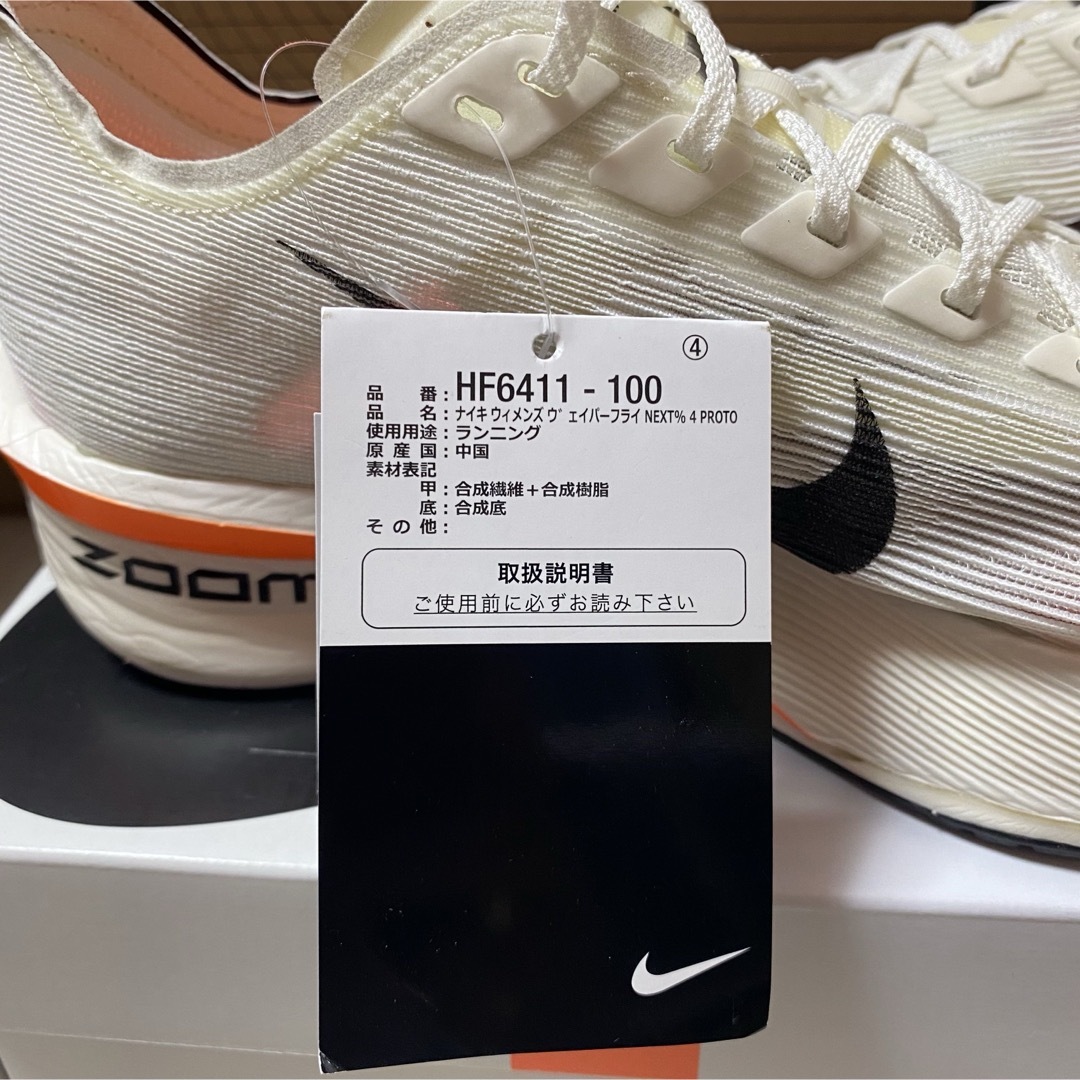 ④
品番：HF6411 - 100
品名：ナイキ ウィメンズ ヴェイパーフライ NEXT% 4 PROTO
使用用途：ランニング
原産国：中国
素材表記
甲：合成繊維＋合成樹脂
底：合成底
その他：
取扱説明書
ご使用前に必ずお読み下さい
ZOOM